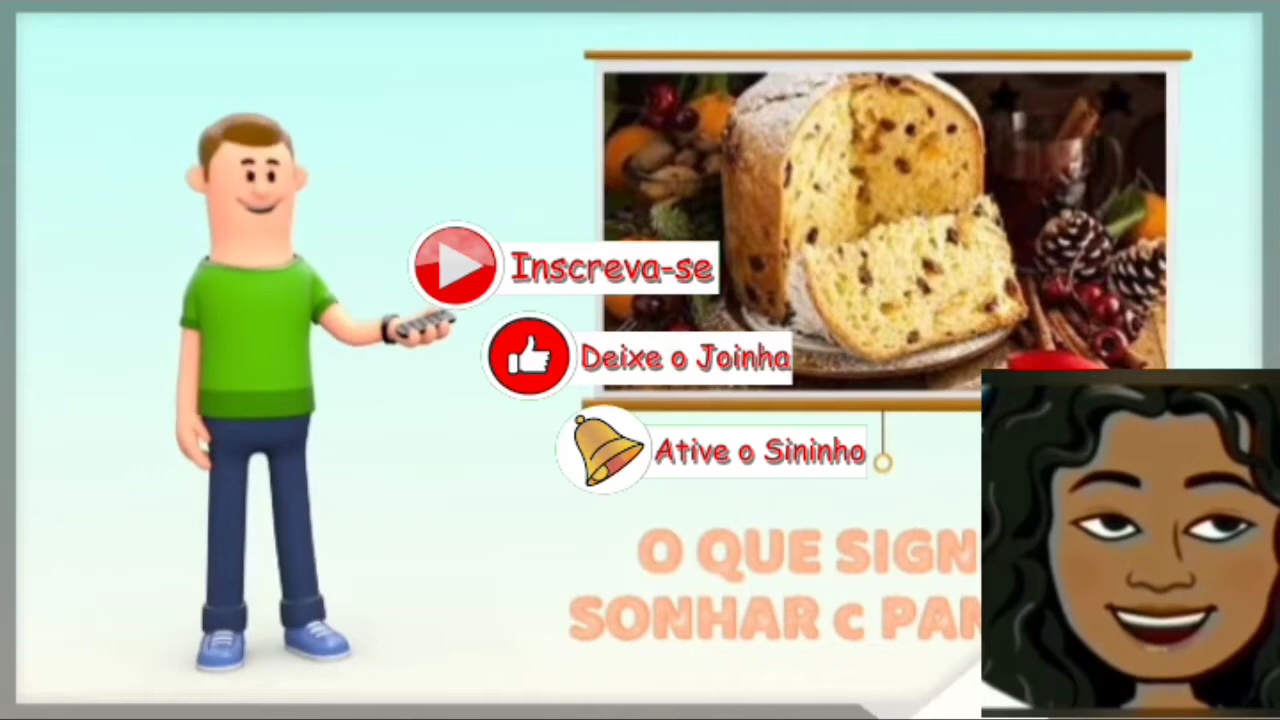 Inscreva-se
Deixe o Joinha
Ative o Sininho
O QUE SIGN
SONHAR c PAN